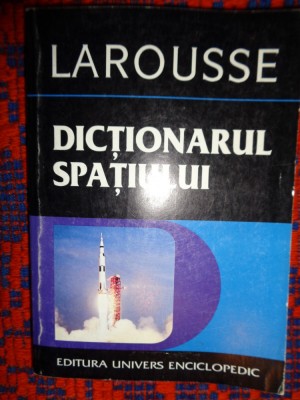 LAROUSSE
DICȚIONARUL
SPAȚIULUI
EDITURA UNIVERS ENCICLOPEDIC